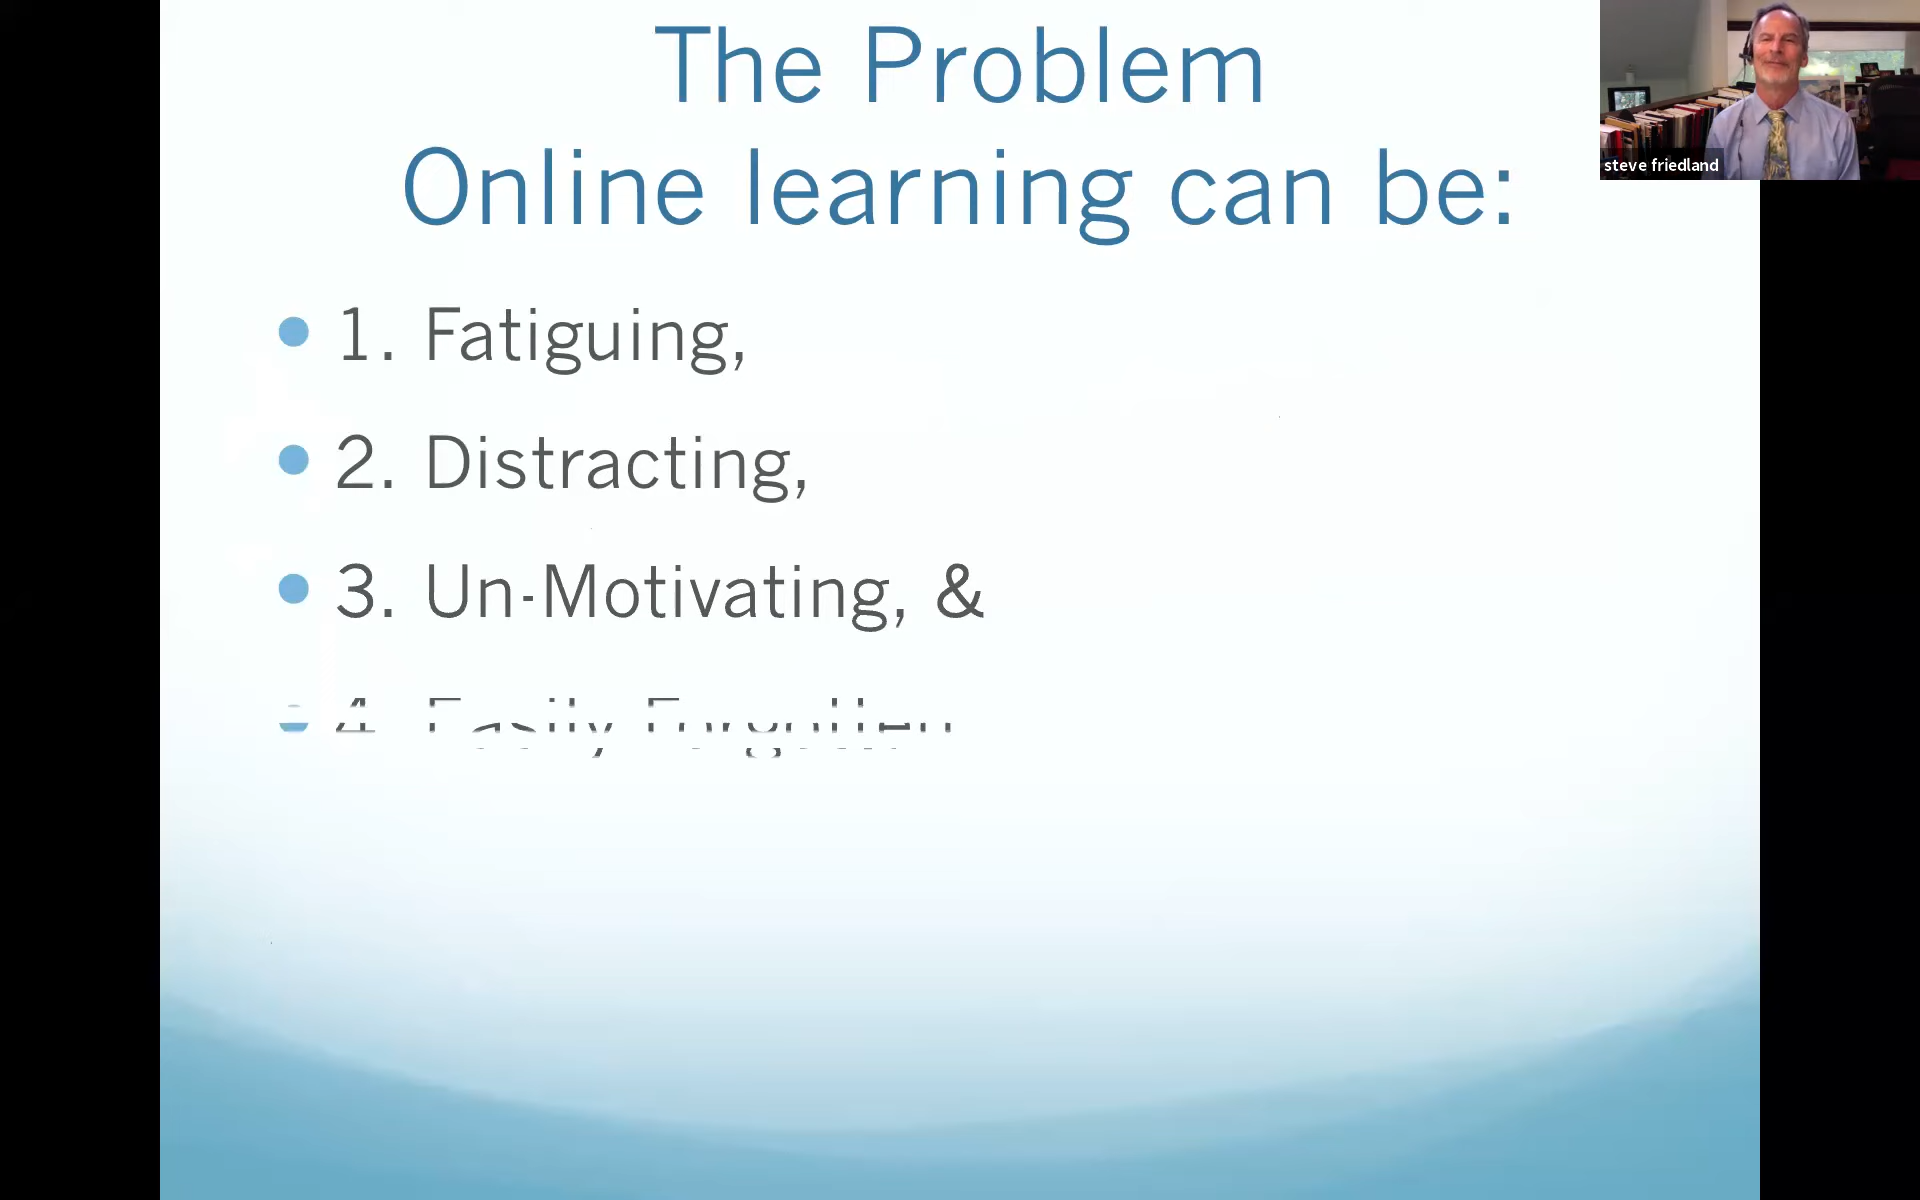 The Problem
Online learning can be:
1. Fatiguing,
2. Distracting,
3. Un-Motivating, &
4. Easily Forgotten
steve friedland